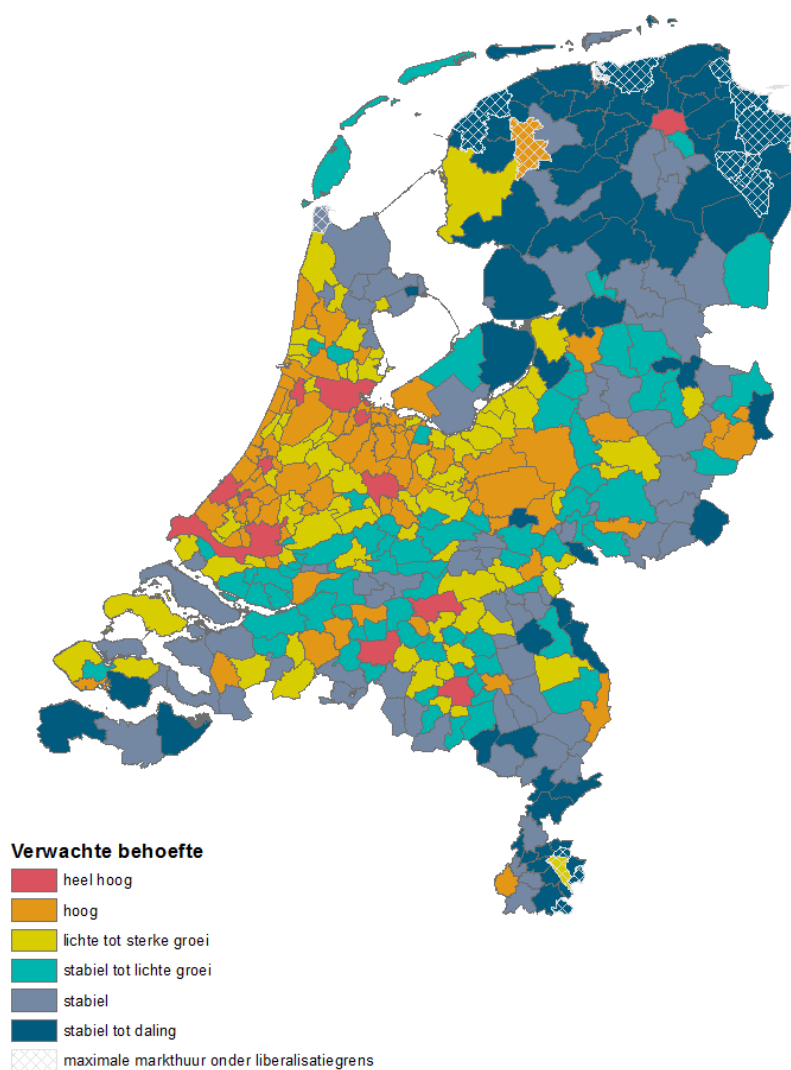 Verwachte behoefte
heel hoog
hoog
lichte tot sterke groei
stabiel tot lichte groei
stabiel
stabiel tot daling
maximale markthuur onder liberalisatiegrens